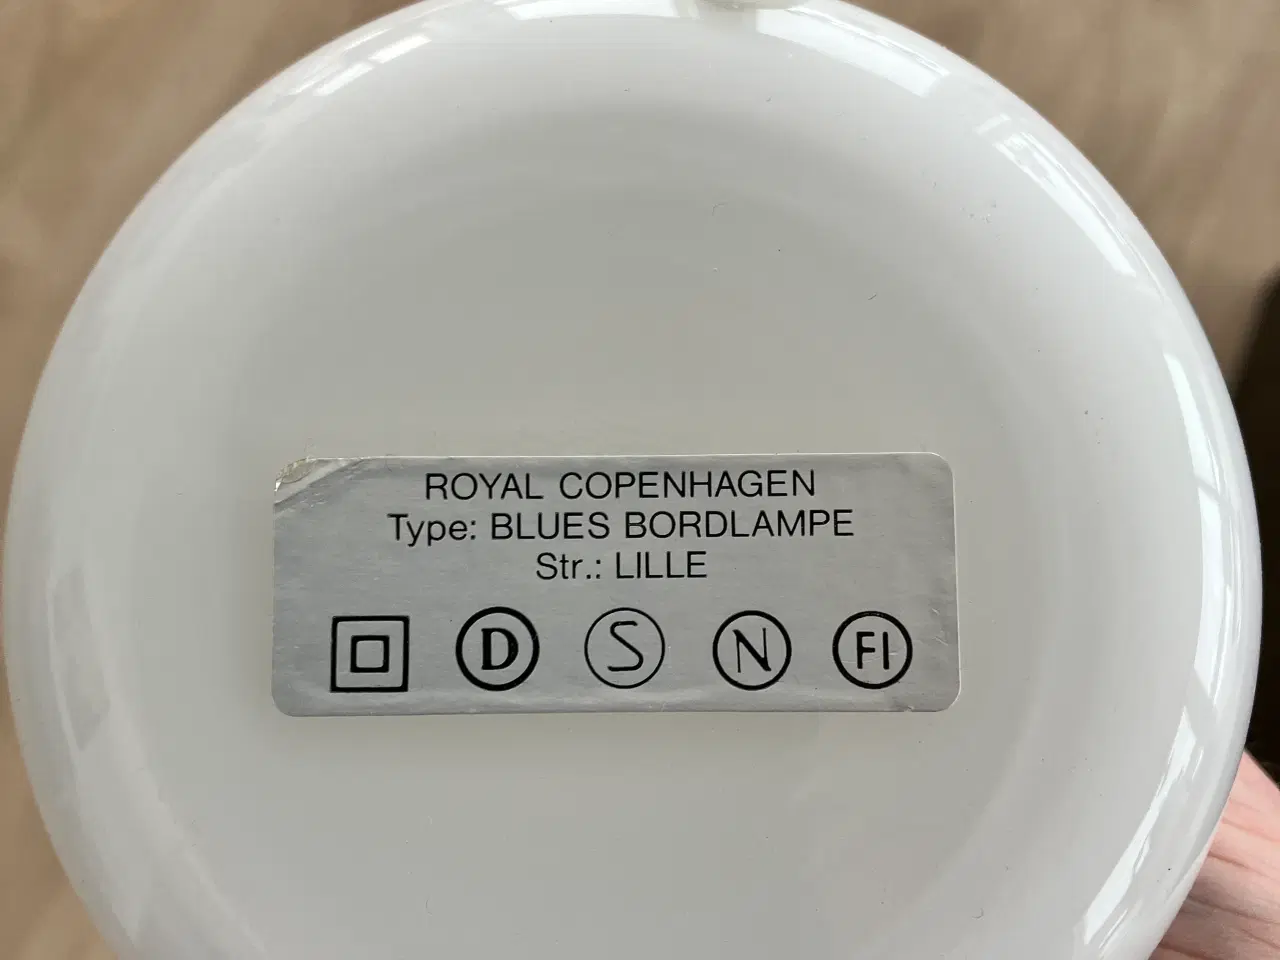 ROYAL COPENHAGEN
Type: BLUES BORDLAMPE
Str.: LILLE
D S N FI